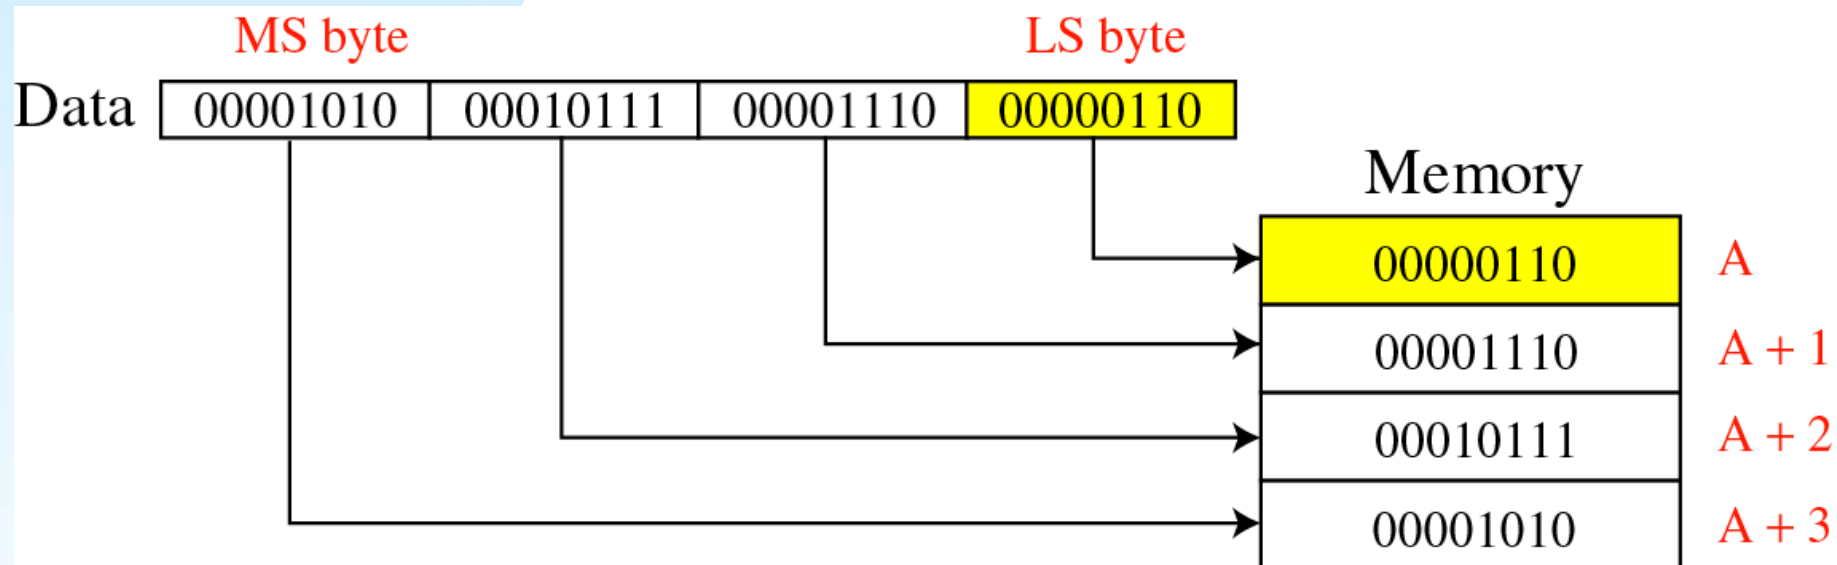 MS byte LS byte
Data 00001010 00010111 00001110 00000110
Memory
00000110 A
00001110 A + 1
00010111 A + 2
00001010 A + 3